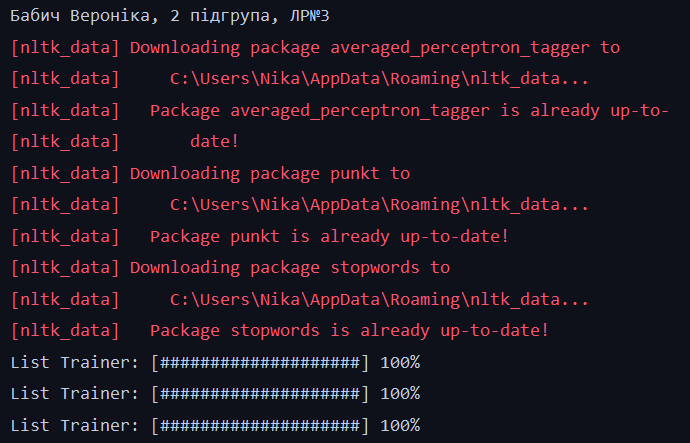 Бабич Вероніка, 2 підгрупа, ЛР№3
[nltk_data] Downloading package averaged_perceptron_tagger to
[nltk_data]     C:\Users\Nika\AppData\Roaming\nltk_data...
[nltk_data]   Package averaged_perceptron_tagger is already up-to-
[nltk_data]       date!
[nltk_data] Downloading package punkt to
[nltk_data]     C:\Users\Nika\AppData\Roaming\nltk_data...
[nltk_data]   Package punkt is already up-to-date!
[nltk_data] Downloading package stopwords to
[nltk_data]     C:\Users\Nika\AppData\Roaming\nltk_data...
[nltk_data]   Package stopwords is already up-to-date!
List Trainer: [####################] 100%
List Trainer: [####################] 100%
List Trainer: [####################] 100%